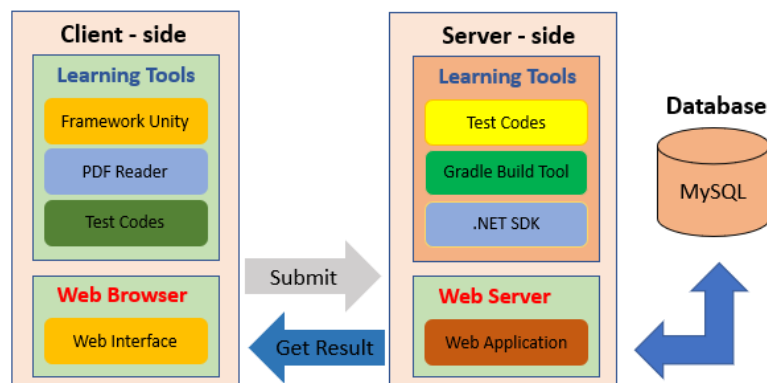 Client - side
Learning Tools
Framework Unity
PDF Reader
Test Codes
Web Browser
Web Interface
Submit
Get Result
Server - side
Learning Tools
Test Codes
Gradle Build Tool
.NET SDK
Web Server
Web Application
Database
MySQL